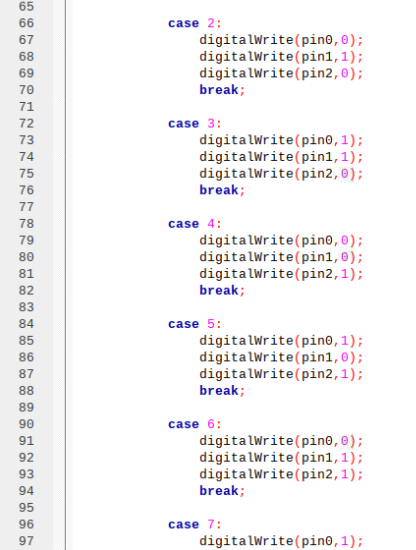 65
66 case 2:
67 digitalWrite(pin0,0);
68 digitalWrite(pin1,1);
69 digitalWrite(pin2,0);
70 break;
71
72 case 3:
73 digitalWrite(pin0,1);
74 digitalWrite(pin1,1);
75 digitalWrite(pin2,0);
76 break;
77
78 case 4:
79 digitalWrite(pin0,0);
80 digitalWrite(pin1,0);
81 digitalWrite(pin2,1);
82 break;
83
84 case 5:
85 digitalWrite(pin0,1);
86 digitalWrite(pin1,0);
87 digitalWrite(pin2,1);
88 break;
89
90 case 6:
91 digitalWrite(pin0,0);
92 digitalWrite(pin1,1);
93 digitalWrite(pin2,1);
94 break;
95
96 case 7:
97 digitalWrite(pin0,1);